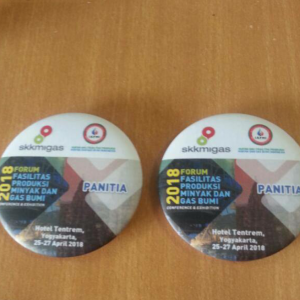 skkmigas
2018
FORUM
FASILITAS
PRODUKSI
MINYAK DAN
GAS BUMI
CONFERENCE & EXHIBITION
PANITIA
Hotel Tentrem,
Yogyakarta,
25-27 April 2018
skkmigas
2018
FORUM
FASILITAS
PRODUKSI
MINYAK DAN
GAS BUMI
CONFERENCE & EXHIBITION
PANITIA
Hotel Tentrem,
Yogyakarta,
25-27 April 2018